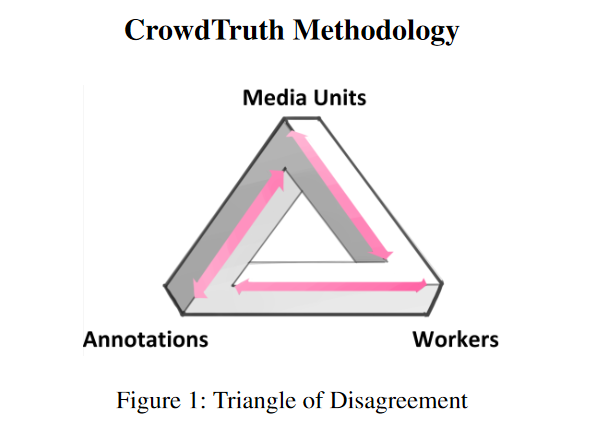 CrowdTruth Methodology
Media Units
Annotations
Workers
Figure 1: Triangle of Disagreement